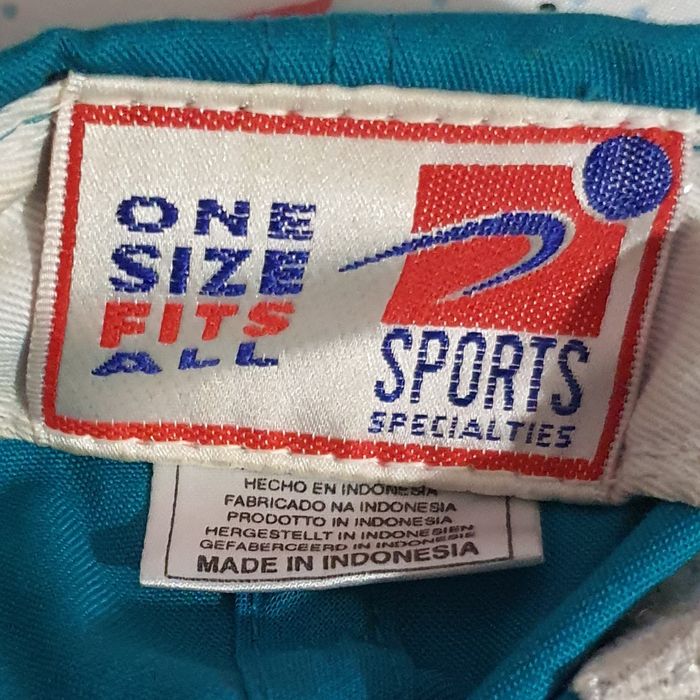 ONE
SIZE
FITS
ALL
SPORTS
SPECIALTIES
HECHO EN INDONESIA
FABRICADO NA INDONESIA
PRODOTTO IN INDONESIA
HERGESTELLT IN INDONESIEN
GEFABERCEERD IN INDONESIE
MADE IN INDONESIA